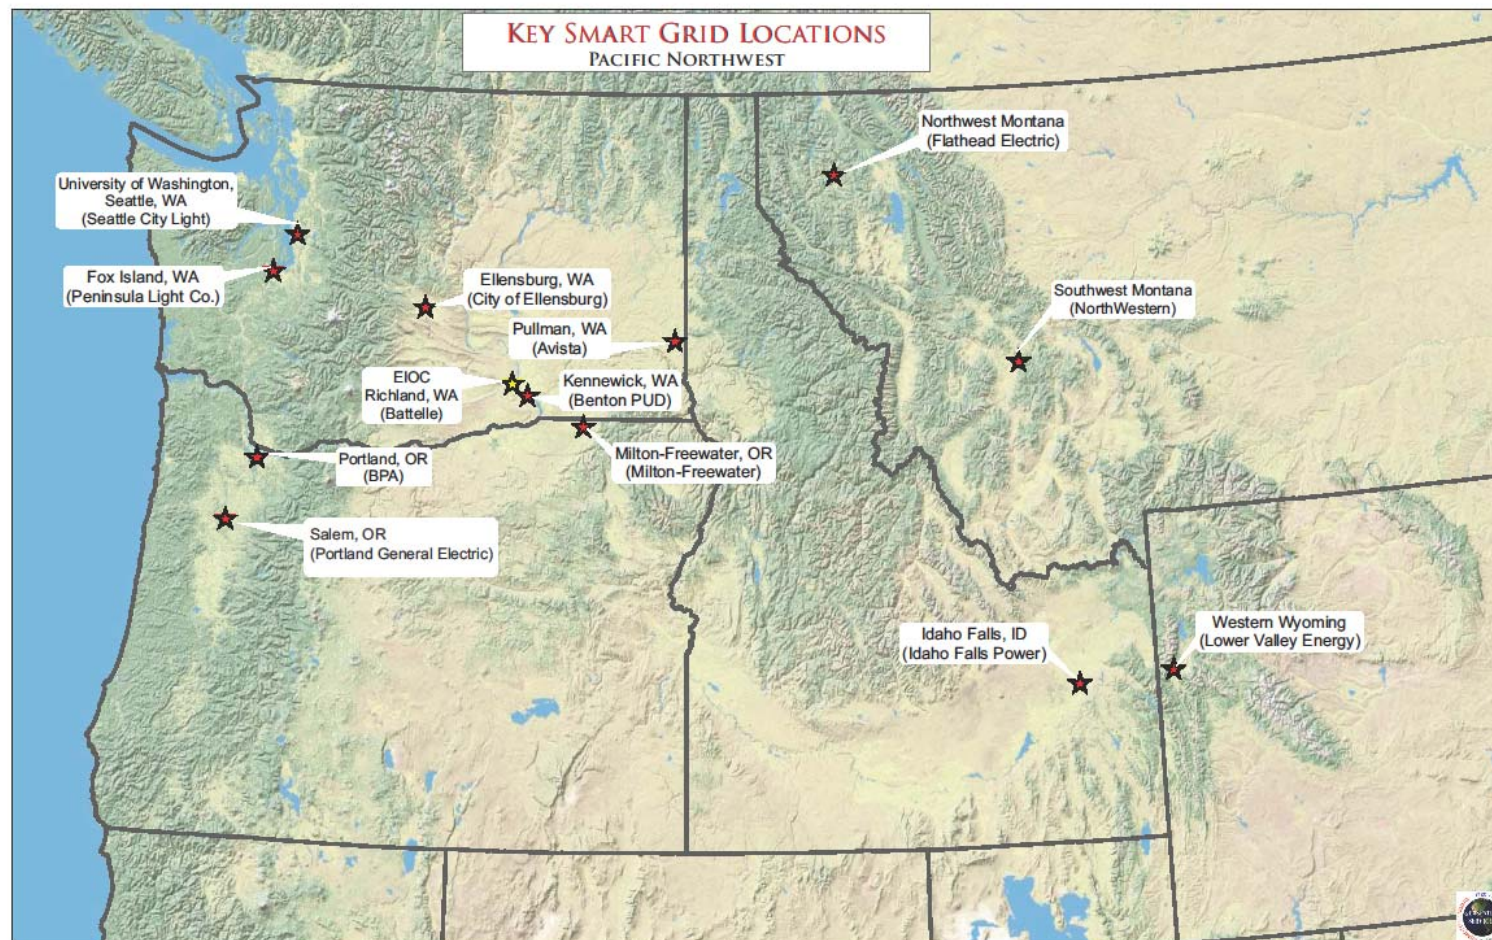 KEY SMART GRID LOCATIONS
PACIFIC NORTHWEST
Northwest Montana
(Flathead Electric)
University of Washington,
Seattle, WA
(Seattle City Light)
Fox Island, WA
(Peninsula Light Co.)
Ellensburg, WA
(City of Ellensburg)
Southwest Montana
(NorthWestern)
Pullman, WA
(Avista)
EIOC
Richland, WA
(Battelle)
Kennewick, WA
(Benton PUD)
Portland, OR
(BPA)
Milton-Freewater, OR
(Milton-Freewater)
Salem, OR
(Portland General Electric)
Idaho Falls, ID
(Idaho Falls Power)
Western Wyoming
(Lower Valley Energy)